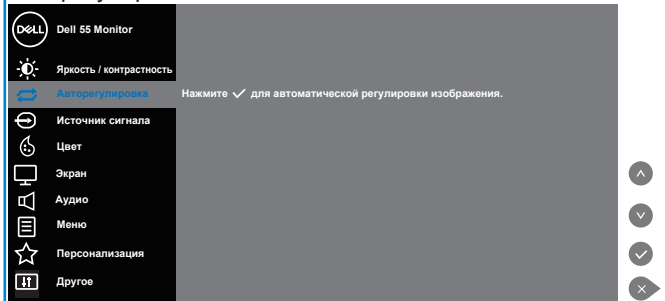 DELL
Dell 55 Monitor
Яркость / контрастность
Авторегулировка
Нажмите ✓ для автоматической регулировки изображения.
Источник сигнала
Цвет
Экран
Аудио
Меню
Персонализация
Другое